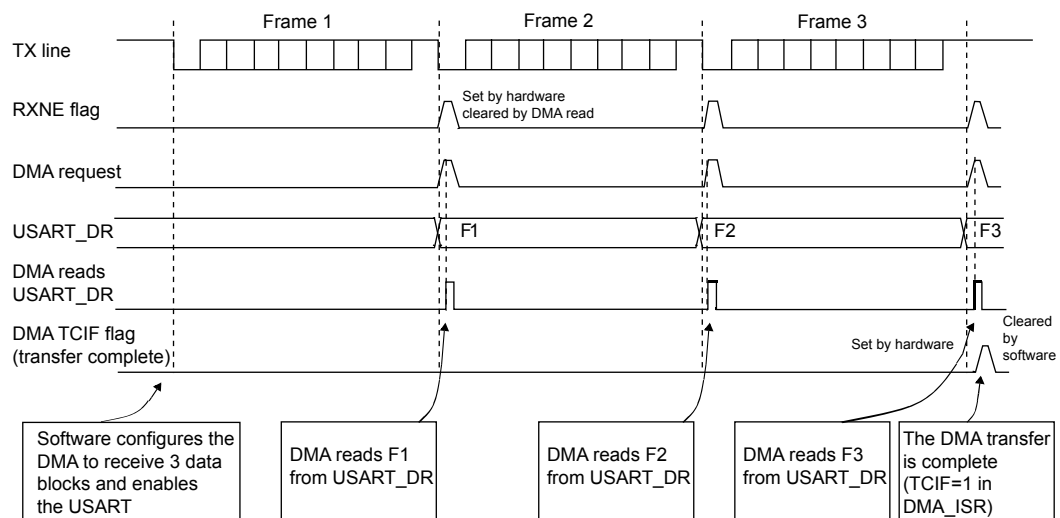 Frame 1
Frame 2
Frame 3
TX line
RXNE flag
Set by hardware
cleared by DMA read
DMA request
USART_DR
F1
F2
F3
DMA reads
USART_DR
DMA TCIF flag
(transfer complete)
Set by hardware
Cleared
by
software
Software configures the
DMA to receive 3 data
blocks and enables
the USART
DMA reads F1
from USART_DR
DMA reads F2
from USART_DR
DMA reads F3
from USART_DR
The DMA transfer
is complete
(TCIF=1 in
DMA_ISR)